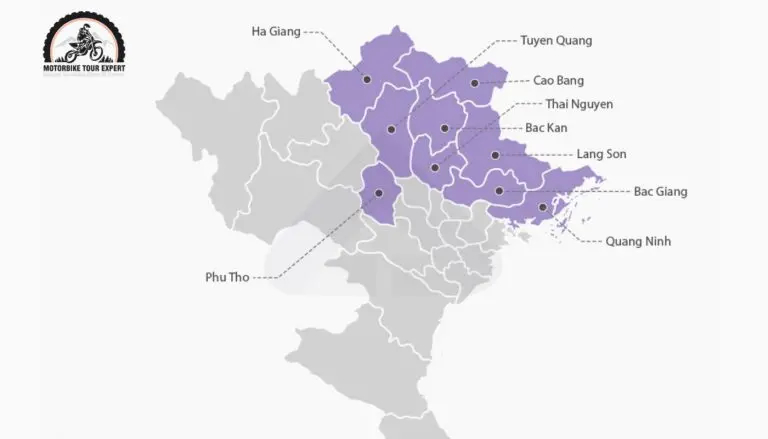 Ha Giang
Tuyen Quang
MOTORBIKE TOUR EXPERT
Cao Bang
Thai Nguyen
Bac Kan
Lang Son
Bac Giang
Quang Ninh
Phu Tho